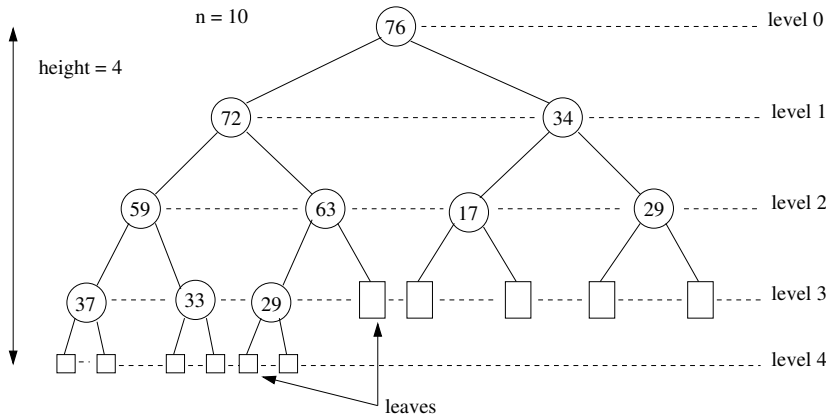 n = 10
76
level 0
height = 4
72
34
level 1
59
63
17
29
level 2
37
33
29
level 3
level 4
leaves